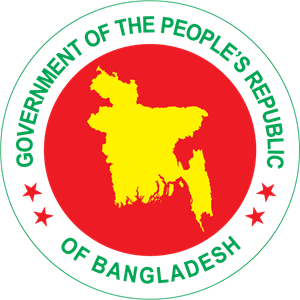 GOVERNMENT OF THE PEOPLE'S REPUBLIC
OF BANGLADESH